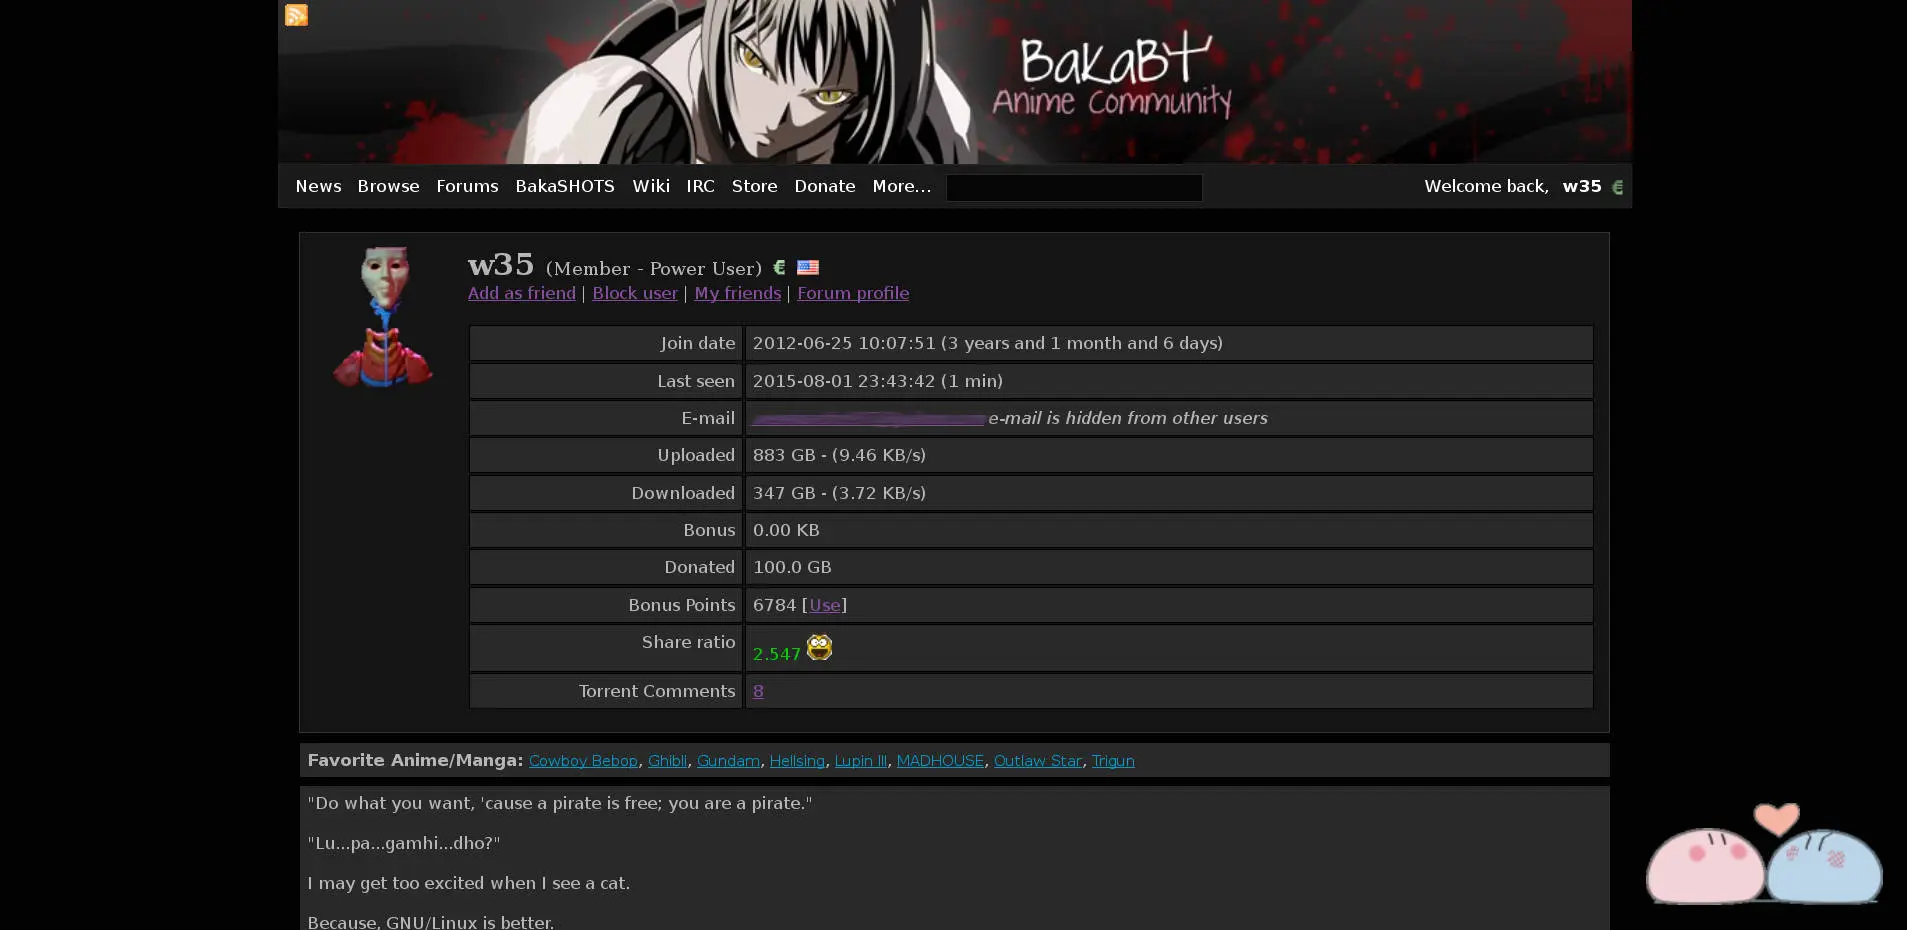 BakaBT
Anime Community
News Browse Forums BakaSHOTS Wiki IRC Store Donate More...
Welcome back, w35 €
w35 (Member - Power User) €
Add as friend | Block user | My friends | Forum profile
Join date 2012-06-25 10:07:51 (3 years and 1 month and 6 days)
Last seen 2015-08-01 23:43:42 (1 min)
E-mail e-mail is hidden from other users
Uploaded 883 GB - (9.46 KB/s)
Downloaded 347 GB - (3.72 KB/s)
Bonus 0.00 KB
Donated 100.0 GB
Bonus Points 6784 [Use]
Share ratio 2.547
Torrent Comments 8
Favorite Anime/Manga: Cowboy Bebop, Ghibli, Gundam, Hellsing, Lupin III, MADHOUSE, Outlaw Star, Trigun
"Do what you want, 'cause a pirate is free; you are a pirate."
"Lu...pa...gamhi...dho?"
I may get too excited when I see a cat.
Because, GNU/Linux is better.